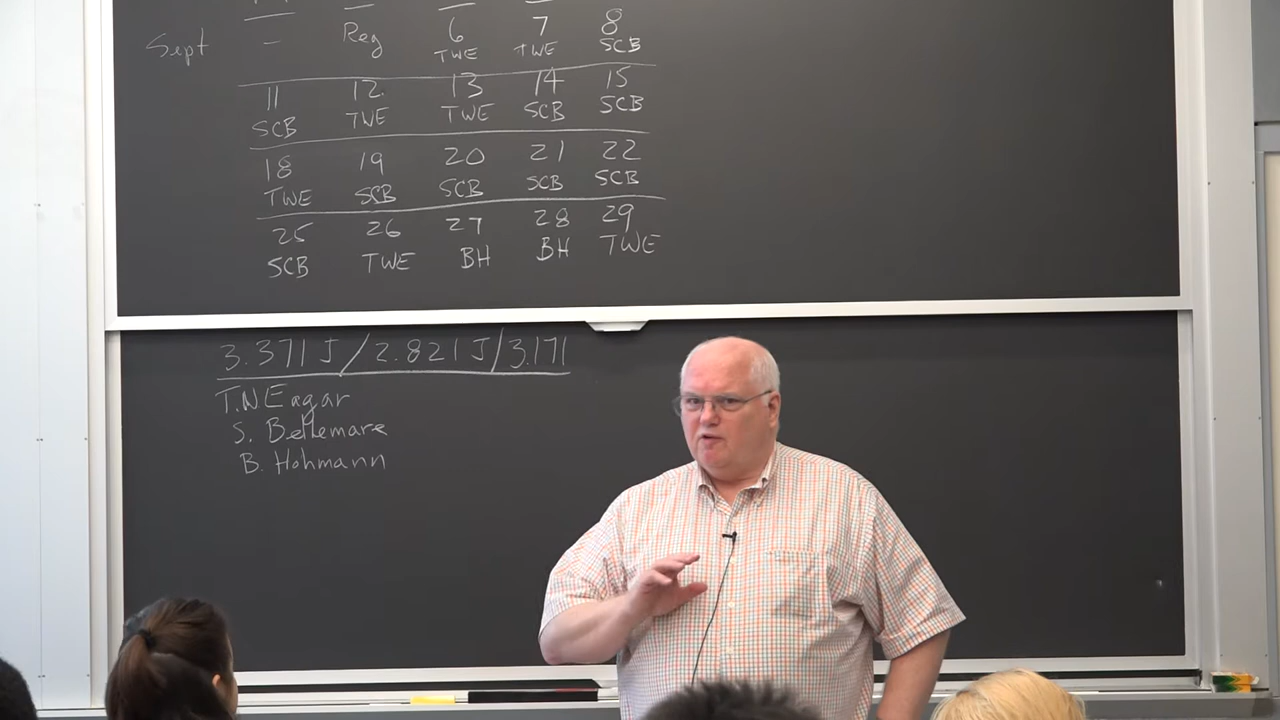 Sept - Reg 6 7 8
TWE TWE SCB
11 12 13 14 15
SCB TWE TWE SCB SCB
18 19 20 21 22
TWE SCB SCB SCB SCB
25 26 27 28 29
SCB TWE BH BH TWE
3.371J/2.821J/3.171
T.W Eagar
S. Bellemare
B. Hohmann